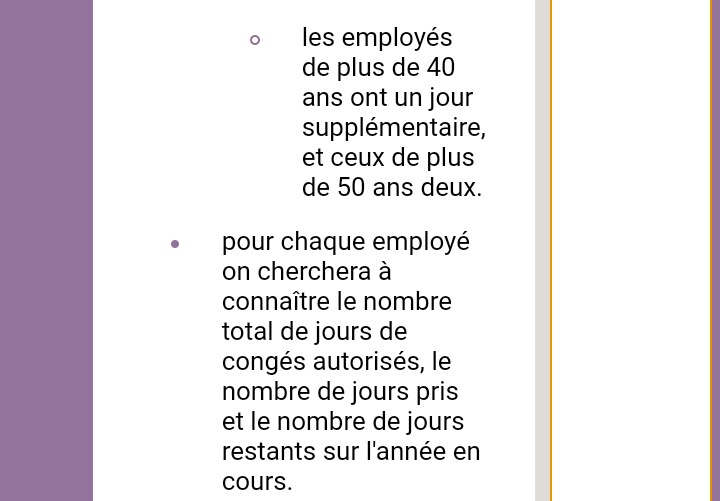 les employés
de plus de 40
ans ont un jour
supplémentaire,
et ceux de plus
de 50 ans deux.
pour chaque employé
on cherchera à
connaître le nombre
total de jours de
congés autorisés, le
nombre de jours pris
et le nombre de jours
restants sur l'année en
cours.